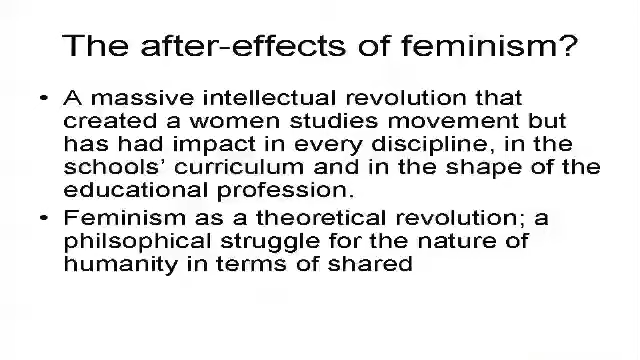 The after-effects of feminism?
• A massive intellectual revolution that
created a women studies movement but
has had impact in every discipline, in the
schools' curriculum and in the shape of the
educational profession.
• Feminism as a theoretical revolution; a
philsophical struggle for the nature of
humanity in terms of shared